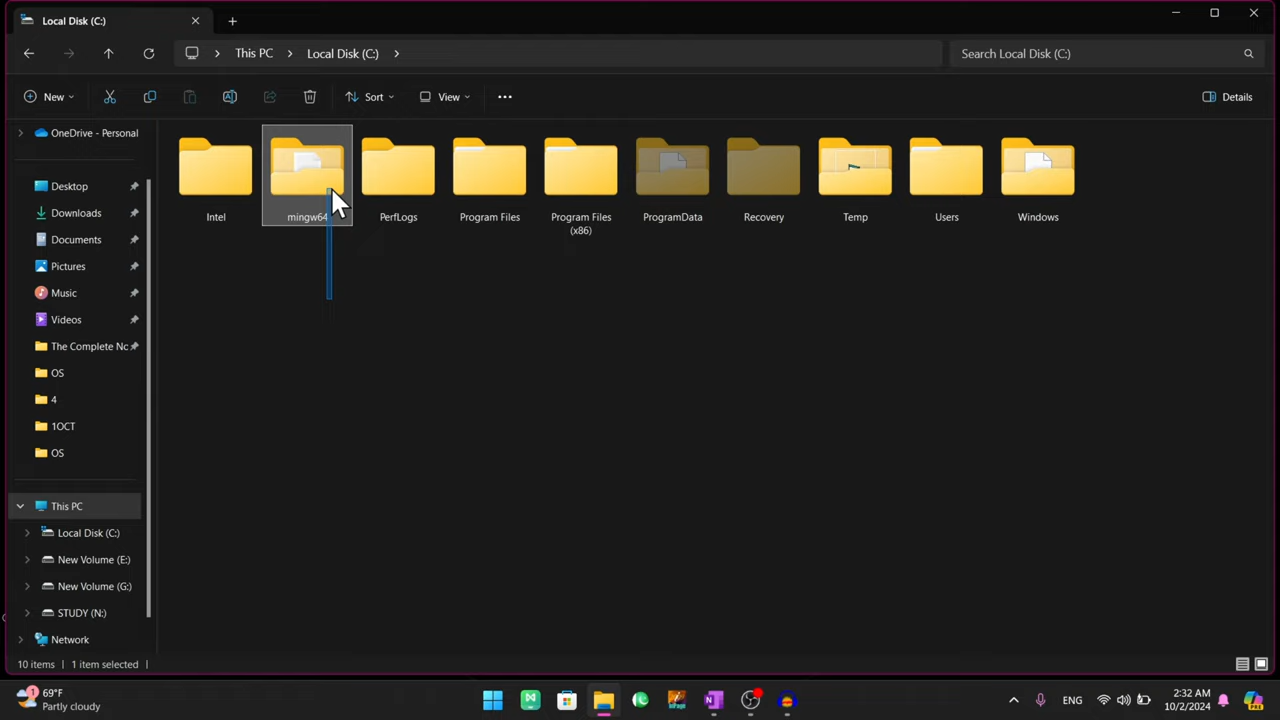 Local Disk (C:)
This PC
Local Disk (C:)
Search Local Disk (C:)
New
Sort
View
Details
OneDrive - Personal
Desktop
Downloads
Documents
Pictures
Music
Videos
The Complete Nc
OS
4
1OCT
OS
This PC
Local Disk (C:)
New Volume (E:)
New Volume (G:)
STUDY (N:)
Network
Intel
mingw64
PerfLogs
Program Files
Program Files
(x86)
ProgramData
Recovery
Temp
Users
Windows
10 items
1 item selected
1
69°F
Partly cloudy
ENG
2:32 AM
10/2/2024
PRE